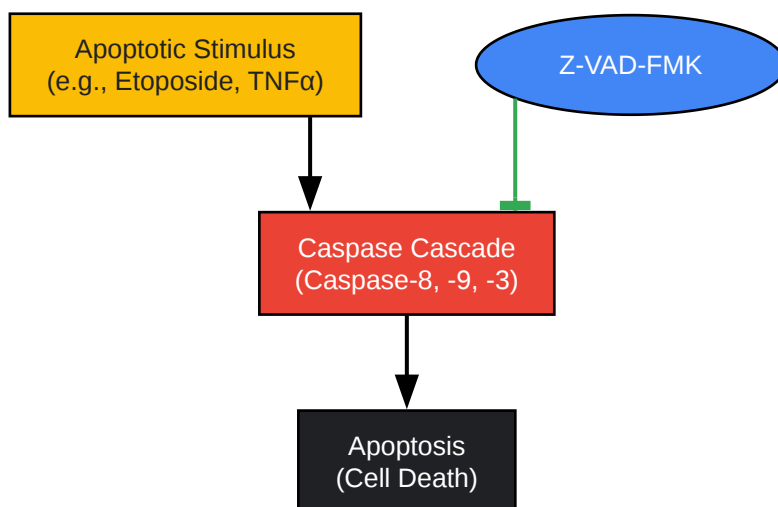 Apoptotic Stimulus
(e.g., Etoposide, TNFα)
Z-VAD-FMK
Caspase Cascade
(Caspase-8, -9, -3)
Apoptosis
(Cell Death)